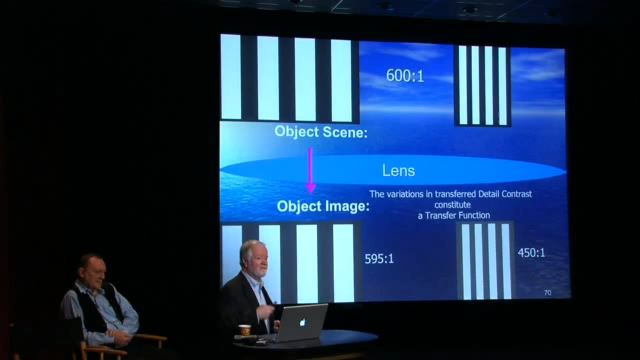 600:1
Object Scene:
Lens
The variations in transferred Detail Contrast
constitute
a Transfer Function
Object Image:
595:1
450:1
70